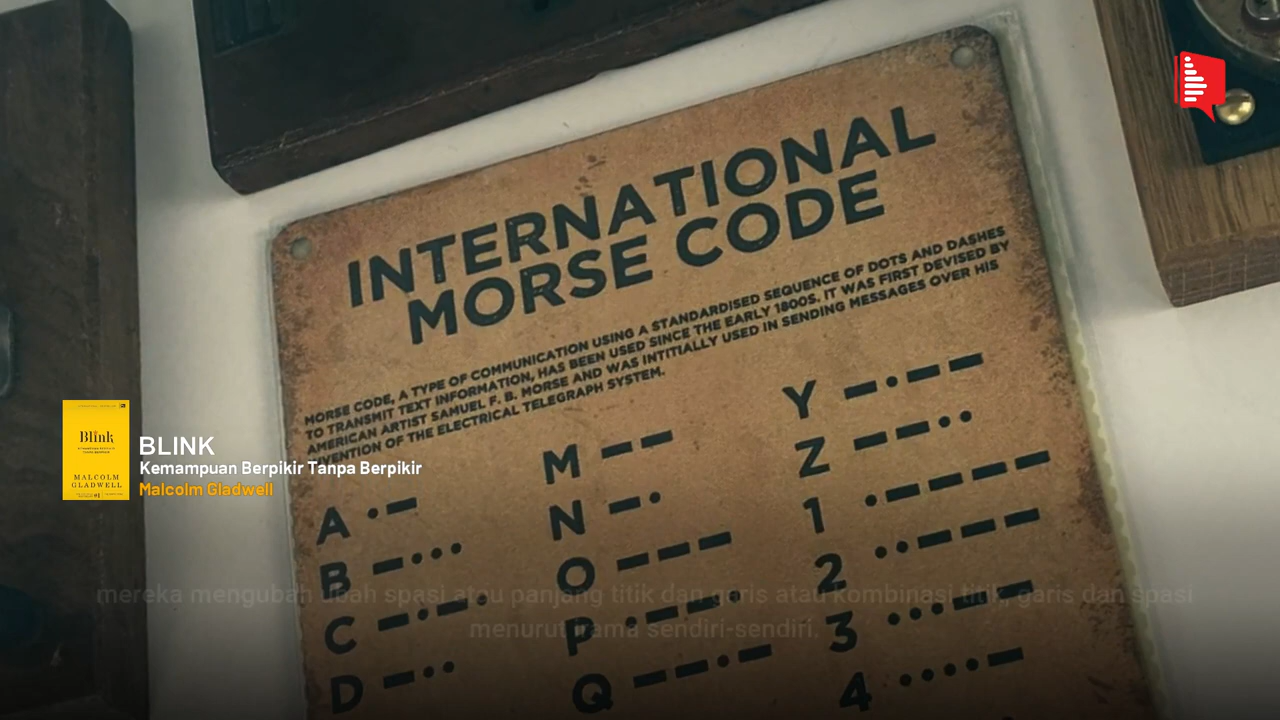 INTERNATIONAL
MORSE CODE
MORSE CODE, A TYPE OF COMMUNICATION USING A STANDARDISED SEQUENCE OF DOTS AND DASHES
TO TRANSMIT TEXT INFORMATION, HAS BEEN USED SINCE THE EARLY 1800S. IT WAS FIRST DEVISED BY
AMERICAN ARTIST SAMUEL F. B. MORSE AND WAS INTITIALLY USED IN SENDING MESSAGES OVER HIS
INVENTION OF THE ELECTRICAL TELEGRAPH SYSTEM.
A •–
B –•••
C –•–•
D –••
M ––
N –•
O –––
P •––•
Q ––•–
Y –•––
Z ––••
1 •––––
2 ••–––
3 •••––
4 ••••–
Blink
MALCOLM
GLADWELL
BLINK
Kemampuan Berpikir Tanpa Berpikir
Malcolm Gladwell
mereka mengubah ubah spasi atau panjang titik dan garis atau kombinasi titik, garis dan spasi
menurut irama sendiri-sendiri.